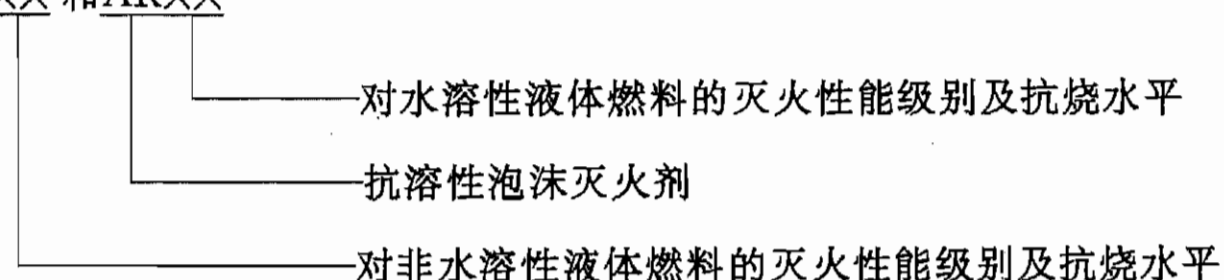 和
对水溶性液体燃料的灭火性能级别及抗烧水平
抗溶性泡沫灭火剂
对非水溶性液体燃料的灭火性能级别及抗烧水平